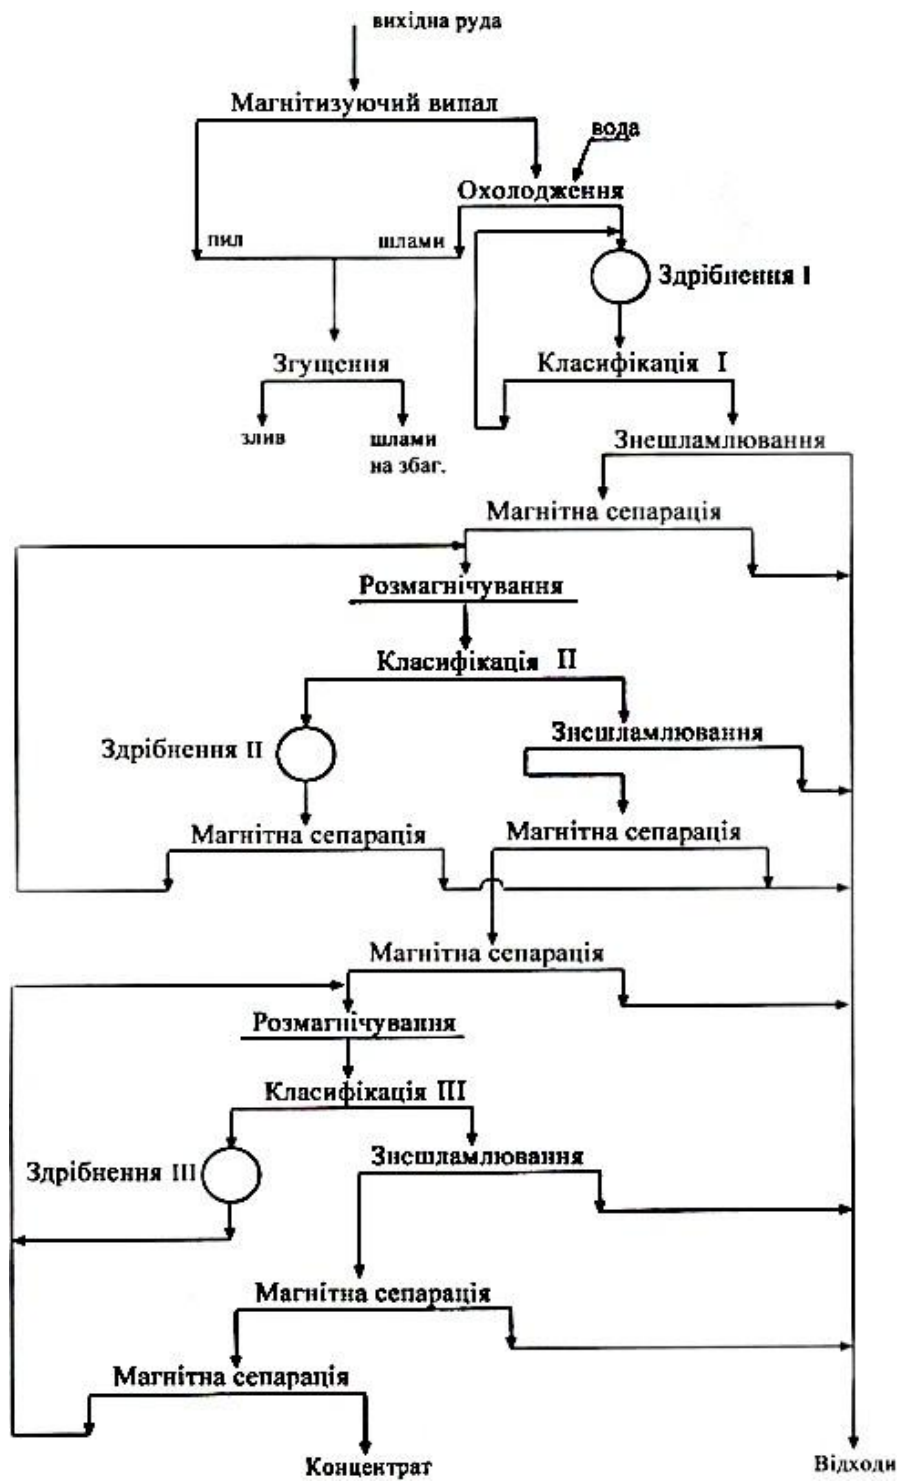 вихідна руда
Магнітизуючий випал
вода
Охолодження
пил
шлами
Здрібнення I
Згущення
Класифікація I
злив
шлами
на збаг.
Знешламлювання
Магнітна сепарація
Розмагнічування
Класифікація II
Здрібнення II
Знешламлювання
Магнітна сепарація
Магнітна сепарація
Магнітна сепарація
Розмагнічування
Класифікація III
Здрібнення III
Знешламлювання
Магнітна сепарація
Магнітна сепарація
Концентрат
Відходи